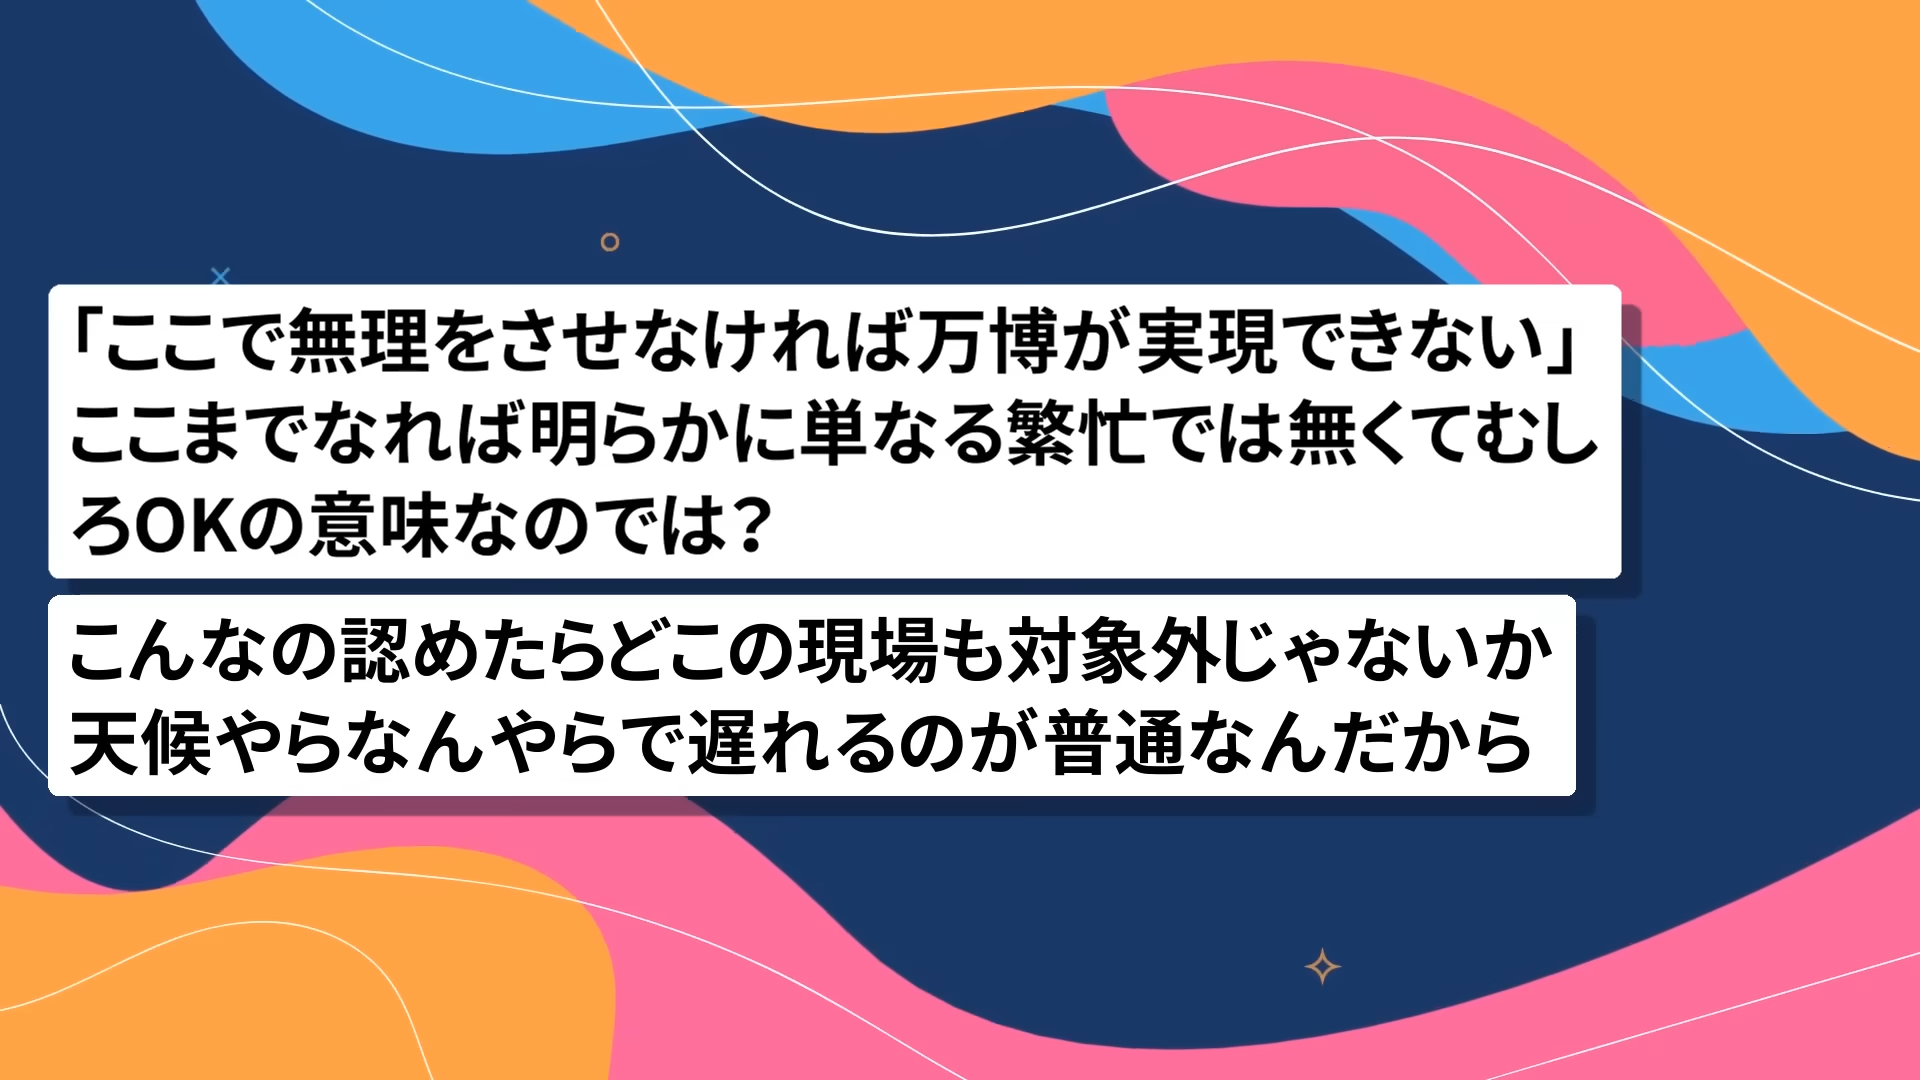 「ここで無理をさせなければ万博が実現できない」
ここまでなれば明らかに単なる繁忙では無くてむし
ろOKの意味なのでは？
こんなの認めたらどこの現場も対象外じゃないか
天候やらなんやらで遅れるのが普通なんだから